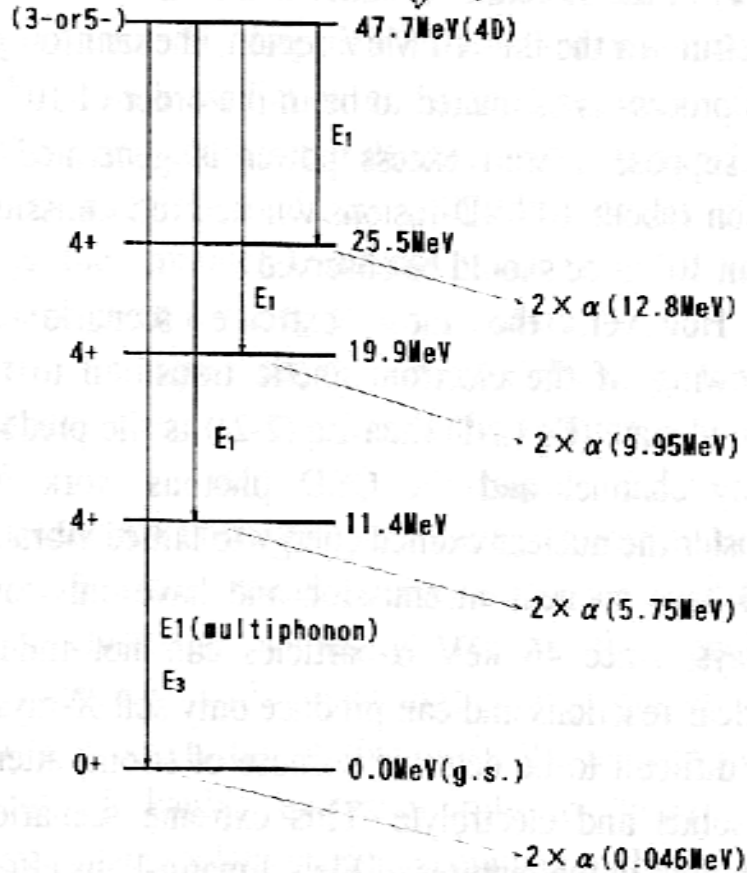 (3-or5-) 47.7MeV(4D)
E1
4+ 25.5MeV
2×α(12.8MeV)
E1
4+ 19.9MeV
2×α(9.95MeV)
E1
4+ 11.4MeV
2×α(5.75MeV)
E1(multiphonon)
E3
0+ 0.0MeV(g.s.)
2×α(0.046MeV)